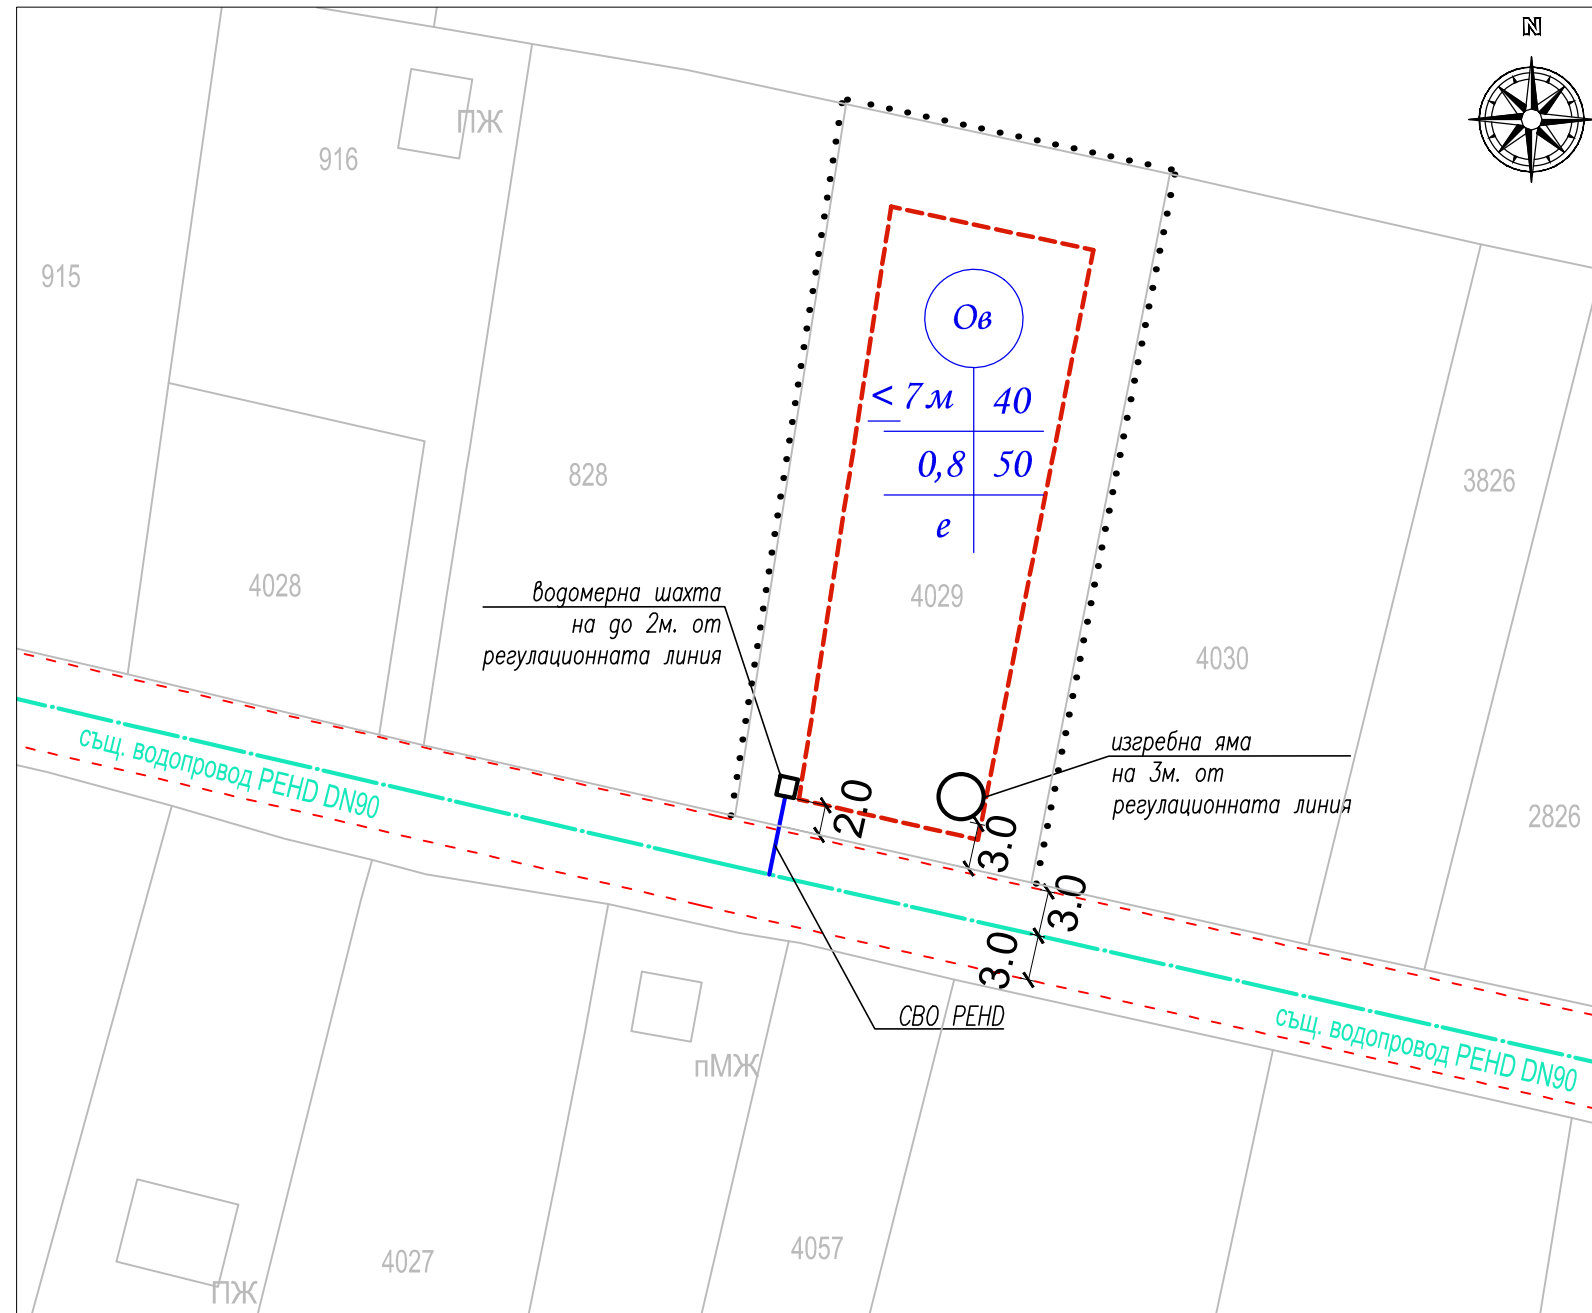 N
ПЖ
916
915
Ов
< 7м 40
0,8 50
е
828
3826
4028
4029
водомерна шахта
на до 2м. от
регулационната линия
4030
изгребна яма
на 3м. от
регулационната линия
същ. водопровод PEHD DN90
2.0
3.0
2826
3.0
3.0
СВО PEHD
същ. водопровод PEHD DN90
пМЖ
4027
4057
ПЖ